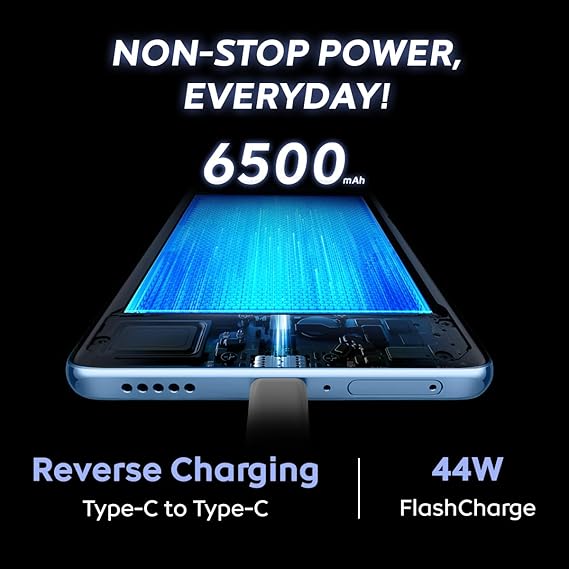 NON-STOP POWER,
EVERYDAY!
6500mAh
Reverse Charging
Type-C to Type-C
44W
FlashCharge